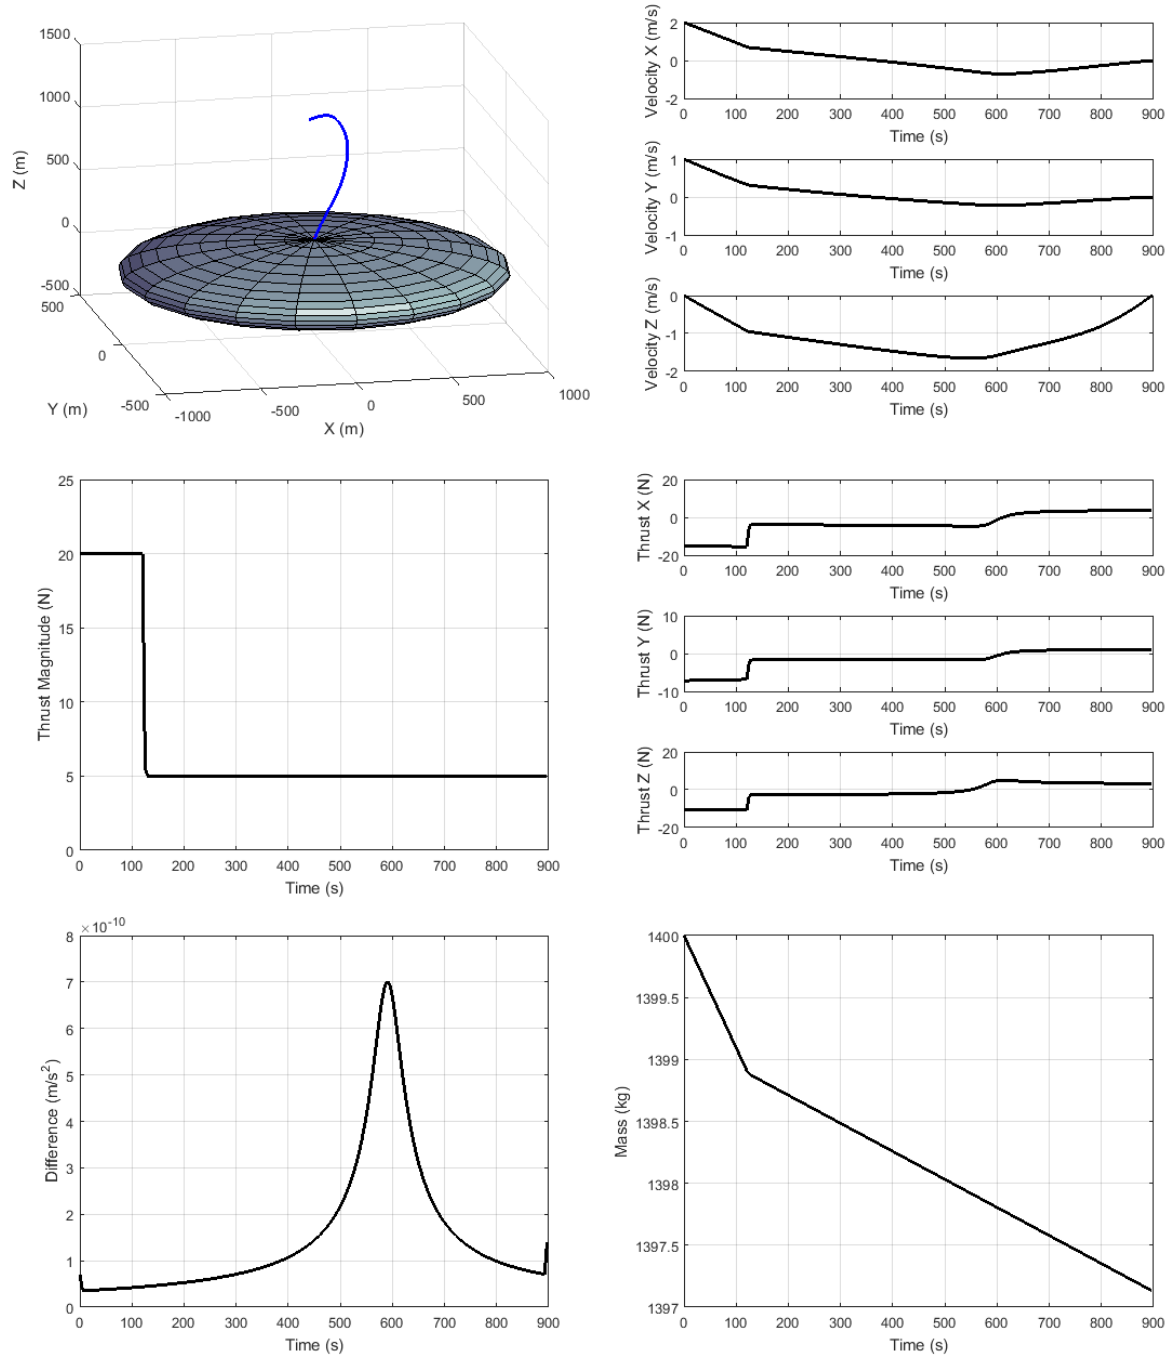 1500
1000
500
0
-500
Z (m)
500
0
-500
Y (m)
-1000
-500
0
500
1000
X (m)
2
0
-2
Velocity X (m/s)
0 100 200 300 400 500 600 700 800 900
Time (s)
1
0
-1
Velocity Y (m/s)
0 100 200 300 400 500 600 700 800 900
Time (s)
0
-1
-2
Velocity Z (m/s)
0 100 200 300 400 500 600 700 800 900
Time (s)
25
20
15
10
5
0
Thrust Magnitude (N)
0 100 200 300 400 500 600 700 800 900
Time (s)
20
0
-20
Thrust X (N)
0 100 200 300 400 500 600 700 800 900
Time (s)
10
0
-10
Thrust Y (N)
0 100 200 300 400 500 600 700 800 900
Time (s)
20
0
-20
Thrust Z (N)
0 100 200 300 400 500 600 700 800 900
Time (s)
×10⁻¹⁰
8
7
6
5
4
3
2
1
0
Difference (m/s²)
0 100 200 300 400 500 600 700 800 900
Time (s)
1400
1399.5
1399
1398.5
1398
1397.5
1397
Mass (kg)
0 100 200 300 400 500 600 700 800 900
Time (s)